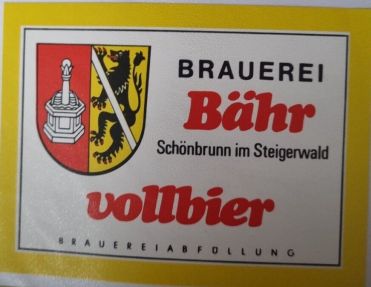 BRAUEREI
Bähr
Schönbrunn im Steigerwald
vollbier
BRAUEREIABFÜLLUNG